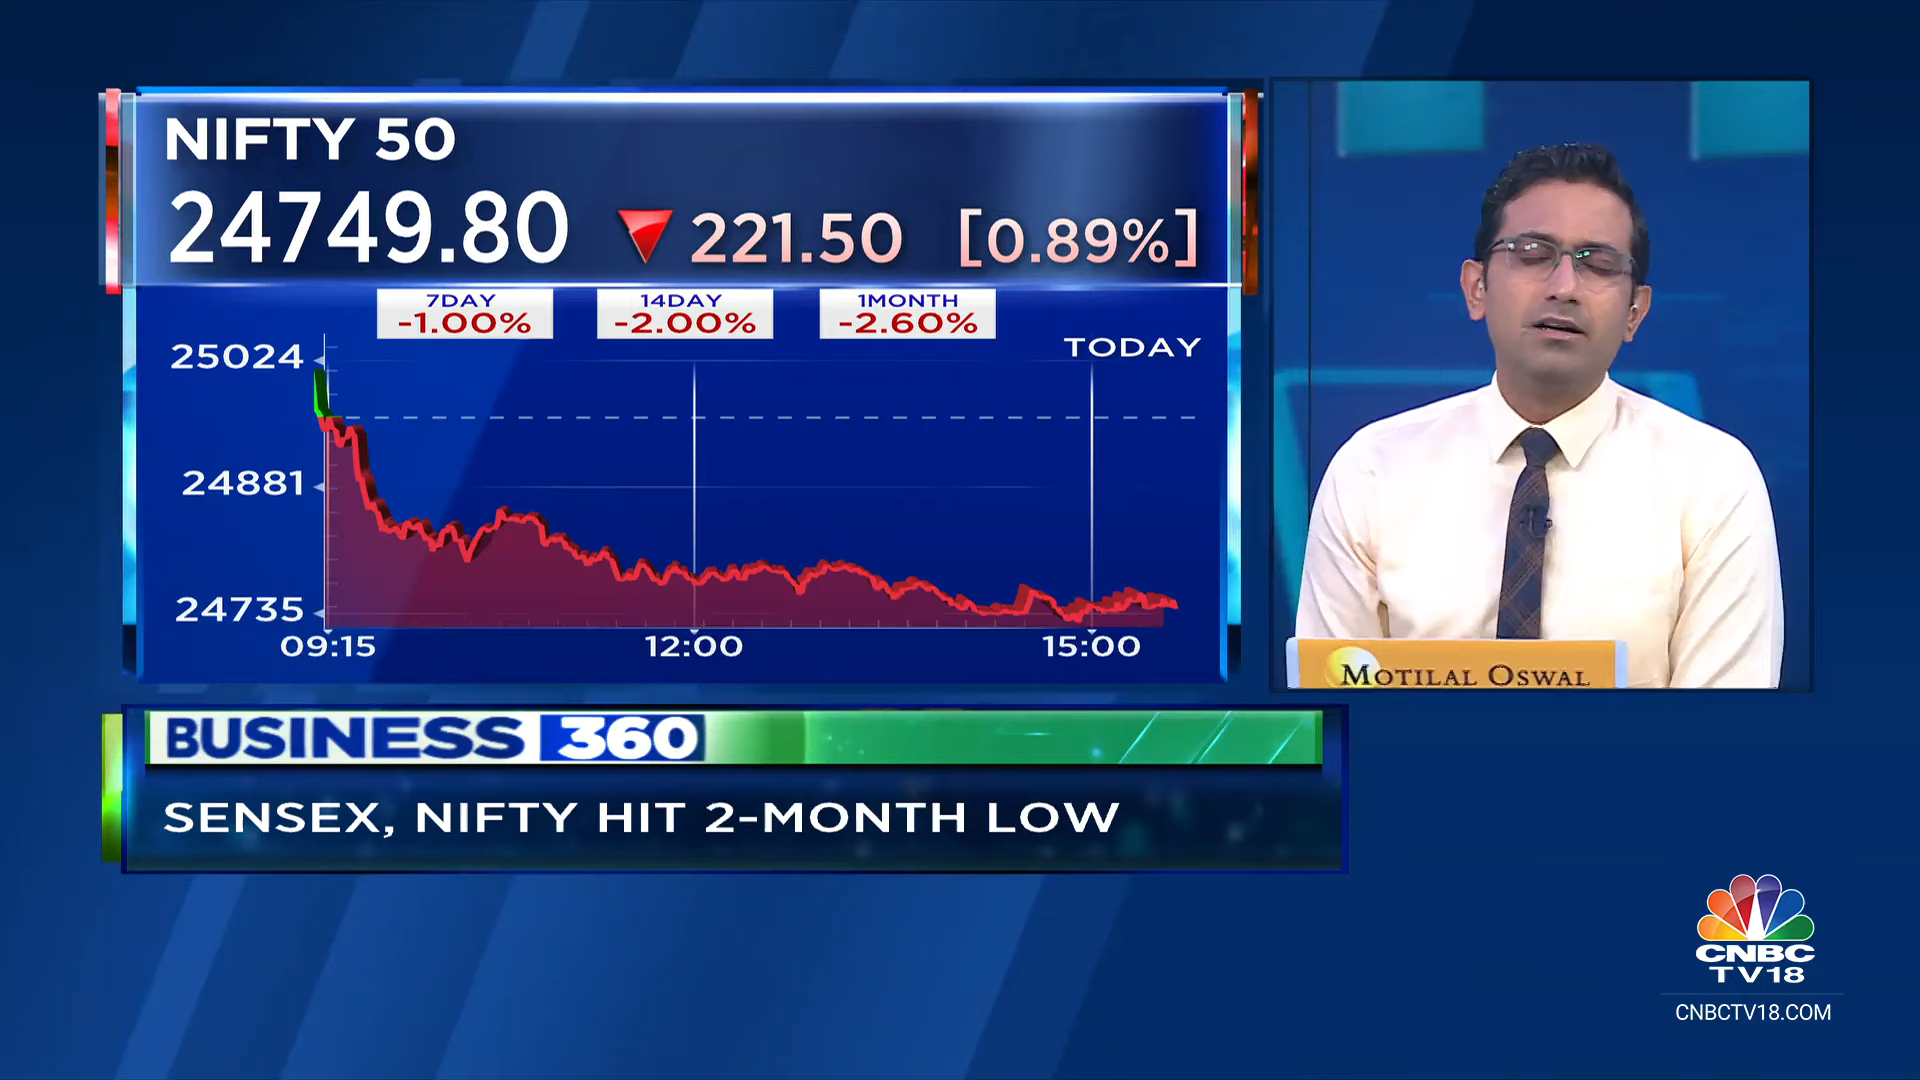 NIFTY 50
24749.80 ▼ 221.50 [0.89%]
7DAY
-1.00%
14DAY
-2.00%
1MONTH
-2.60%
TODAY
25024
24881
24735
09:15 12:00 15:00
MOTILAL OSWAL
BUSINESS 360
SENSEX, NIFTY HIT 2-MONTH LOW
CNBC
TV18
CNBCTV18.COM